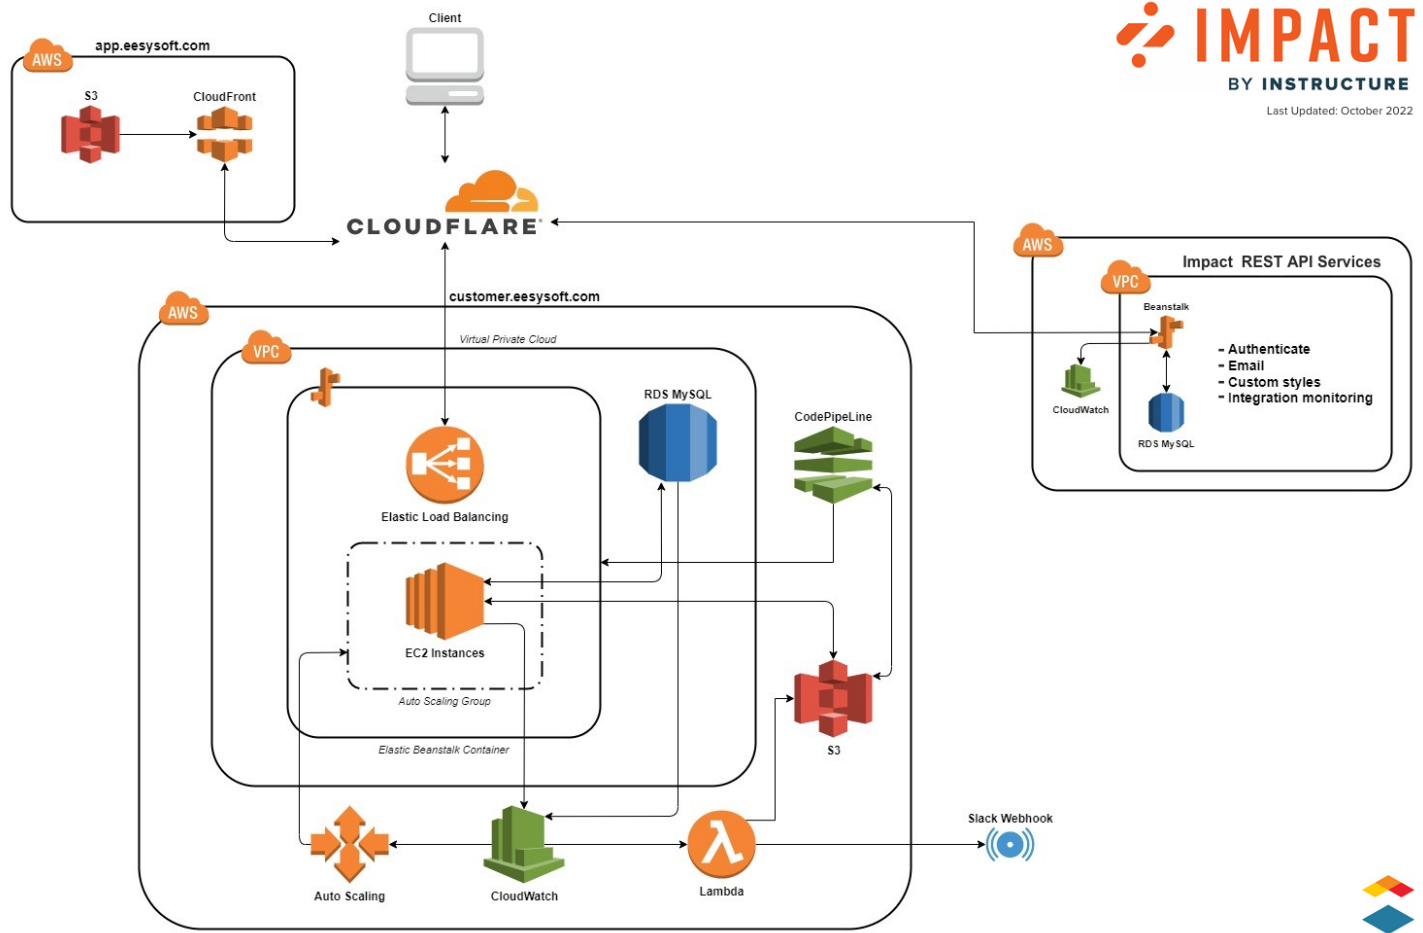 Client
IMPACT
BY INSTRUCTURE
Last Updated: October 2022
AWS
app.eesysoft.com
S3
CloudFront
CLOUDFLARE
AWS
Impact REST API Services
VPC
Beanstalk
- Authenticate
- Email
- Custom styles
- Integration monitoring
CloudWatch
RDS MySQL
AWS
customer.eesysoft.com
VPC
Virtual Private Cloud
RDS MySQL
CodePipeLine
Elastic Load Balancing
EC2 Instances
Auto Scaling Group
Elastic Beanstalk Container
S3
Auto Scaling
CloudWatch
Lambda
Slack Webhook